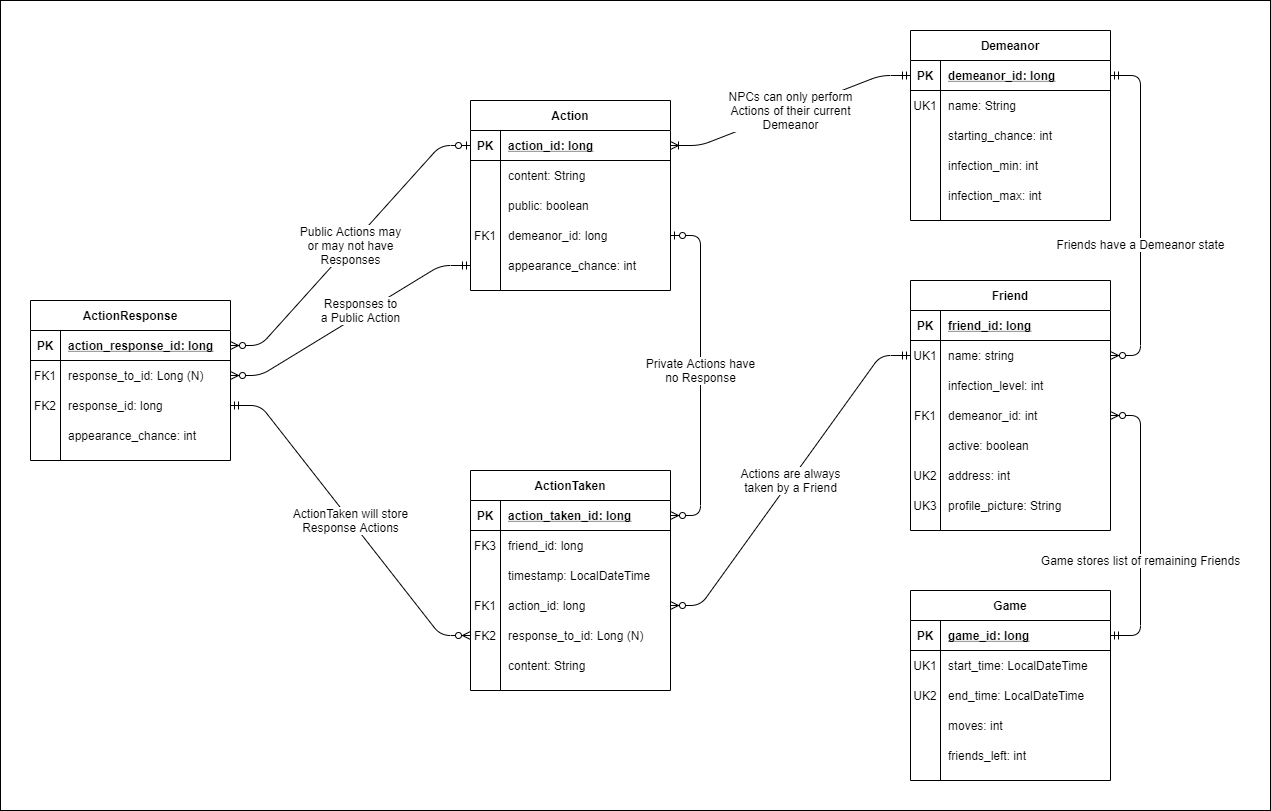 Demeanor
PK demeanor_id: long
UK1 name: String
starting_chance: int
infection_min: int
infection_max: int
NPCs can only perform
Actions of their current
Demeanor
Action
PK action_id: long
content: String
public: boolean
FK1 demeanor_id: long
appearance_chance: int
Public Actions may
or may not have
Responses
Responses to
a Public Action
Friends have a Demeanor state
ActionResponse
PK action_response_id: long
FK1 response_to_id: Long (N)
FK2 response_id: long
appearance_chance: int
Friend
PK friend_id: long
UK1 name: string
infection_level: int
FK1 demeanor_id: int
active: boolean
UK2 address: int
UK3 profile_picture: String
Private Actions have
no Response
Actions are always
taken by a Friend
ActionTaken will store
Response Actions
ActionTaken
PK action_taken_id: long
FK3 friend_id: long
timestamp: LocalDateTime
FK1 action_id: long
FK2 response_to_id: Long (N)
content: String
Game stores list of remaining Friends
Game
PK game_id: long
UK1 start_time: LocalDateTime
UK2 end_time: LocalDateTime
moves: int
friends_left: int